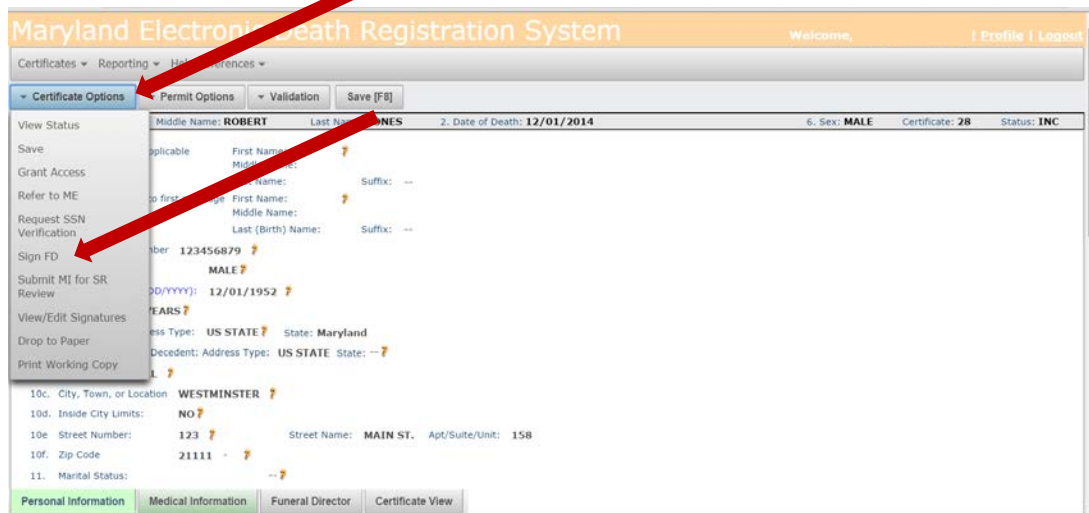 Maryland Electronic Death Registration System Welcome, | Profile | Logout
Certificates Reporting
Certificate Options Permit Options Validation Save [F8]
Middle Name: ROBERT Last 2. Date of Death: 12/01/2014 6. Sex: MALE Certificate: 28 Status: INC
View Status
Save
Grant Access
Refer to ME
Request SSN
Verification
Sign FD
Submit MI for SR
Review
View/Edit Signatures
Drop to Paper
Print Working Copy
First Name: ?
Suffix: --
First Name: ?
Middle Name:
Last (Birth) Name: Suffix: --
123456879 ?
MALE ?
12/01/1952 ?
Type: US STATE ? State: Maryland
Decedent: Address Type: US STATE State: -- ?
?
10c. City, Town, or Location WESTMINSTER ?
10d. Inside City Limits: NO ?
10e Street Number: 123 ? Street Name: MAIN ST. Apt/Suite/Unit: 158
10f. Zip Code 21111 - ?
11. Marital Status: -- ?
Personal Information Medical Information Funeral Director Certificate View